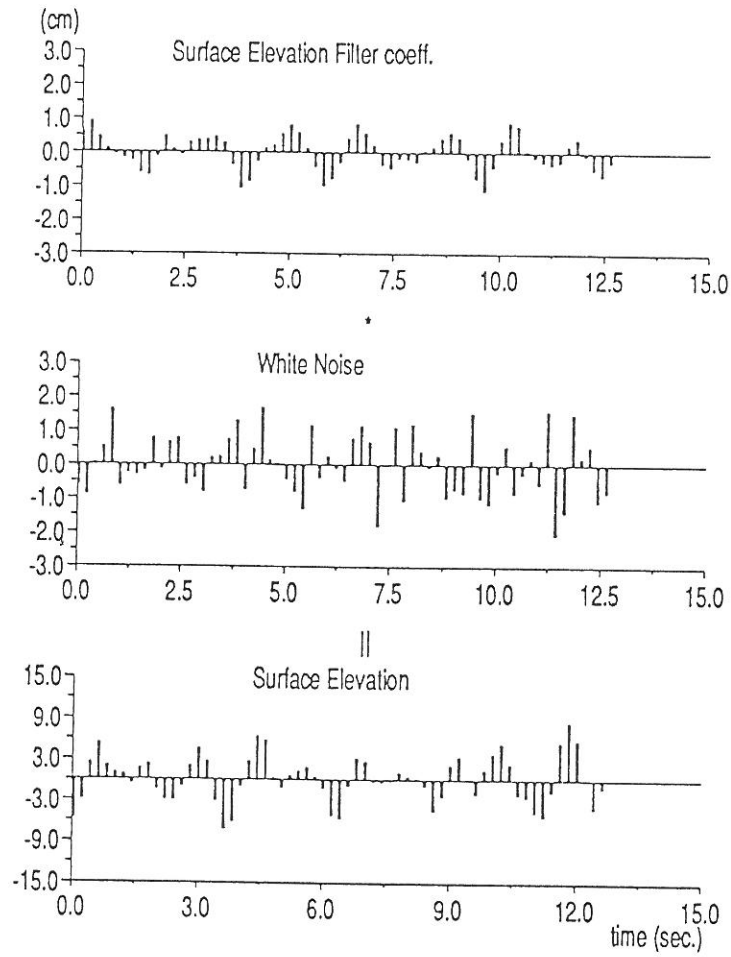 (cm)
Surface Elevation Filter coeff.
3.0
2.0
1.0
0.0
-1.0
-2.0
-3.0
0.0 2.5 5.0 7.5 10.0 12.5 15.0
*
White Noise
3.0
2.0
1.0
0.0
-1.0
-2.0
-3.0
0.0 2.5 5.0 7.5 10.0 12.5 15.0
||
Surface Elevation
15.0
9.0
3.0
-3.0
-9.0
-15.0
0.0 3.0 6.0 9.0 12.0 15.0
time (sec.)